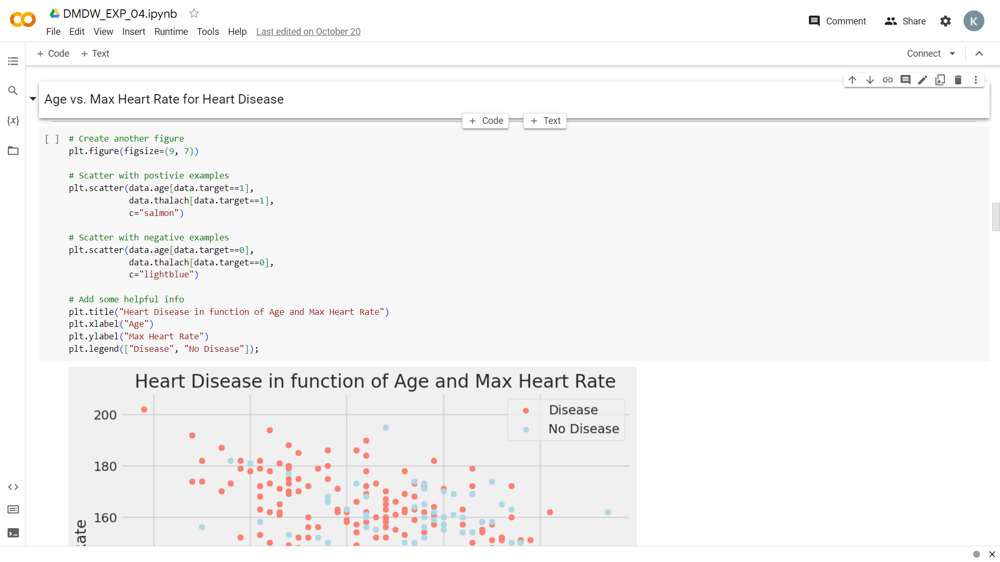 DMDW_EXP_04.ipynb
File Edit View Insert Runtime Tools Help Last edited on October 20
Comment Share K
+ Code + Text
Connect
Age vs. Max Heart Rate for Heart Disease
+ Code + Text
{x}
[ ] # Create another figure
plt.figure(figsize=(9, 7))
# Scatter with postivie examples
plt.scatter(data.age[data.target==1],
data.thalach[data.target==1],
c="salmon")
# Scatter with negative examples
plt.scatter(data.age[data.target==0],
data.thalach[data.target==0],
c="lightblue")
# Add some helpful info
plt.title("Heart Disease in function of Age and Max Heart Rate")
plt.xlabel("Age")
plt.ylabel("Max Heart Rate")
plt.legend(["Disease", "No Disease"]);
Heart Disease in function of Age and Max Heart Rate
Disease
No Disease
200
180
160